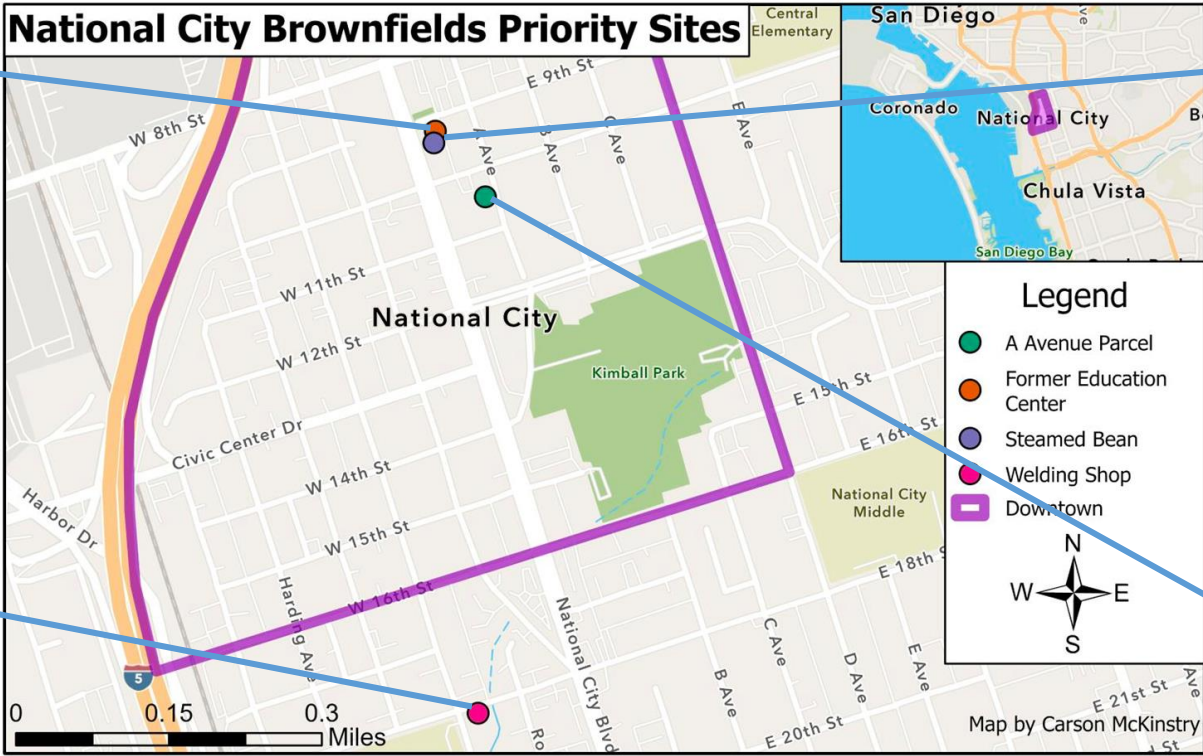 National City Brownfields Priority Sites
Central
Elementary
E 9th St
W 8th St
A Ave
B Ave
C Ave
E Ave
W 11th St
National City
W 12th St
Kimball Park
E 15th St
Civic Center Dr
E 16th St
W 14th St
National City
Middle
Harbor Dr
W 15th St
E 18th S
W 16th St
Harding Ave
National City Blvd
C Ave
D Ave
E Ave
B Ave
5
E 21st St
E 20th St
Ro
Ave
0 0.15 0.3
Miles
Map by Carson McKinstry
San Diego
ve
Coronado
National City
B
Chula Vista
San Diego Bay
Legend
A Avenue Parcel
Former Education
Center
Steamed Bean
Welding Shop
Downtown
N
W E
S